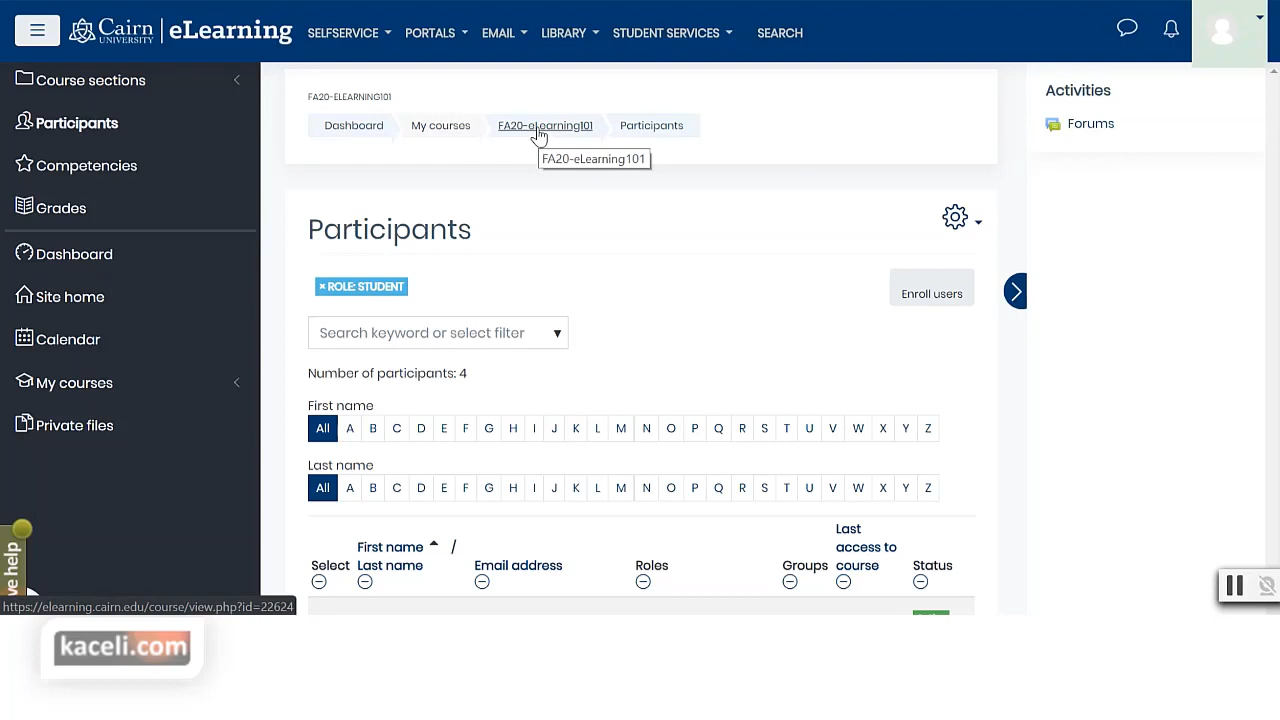 Cairn UNIVERSITY | eLearning
SELFSERVICE PORTALS EMAIL LIBRARY STUDENT SERVICES SEARCH
Course sections
Participants
Competencies
Grades
Dashboard
Site home
Calendar
My courses
Private files
FA20-ELEARNING101
Dashboard My courses FA20-eLearning101 Participants
FA20-eLearning101
Participants
× ROLE: STUDENT
Enroll users
Search keyword or select filter ▼
Number of participants: 4
First name
All A B C D E F G H I J K L M N O P Q R S T U V W X Y Z
Last name
All A B C D E F G H I J K L M N O P Q R S T U V W X Y Z
Select
First name / Last name
Email address
Roles
Groups
Last access to course
Status
Activities
Forums
help
https://elearning.cairn.edu/course/view.php?id=22624
kaceli.com